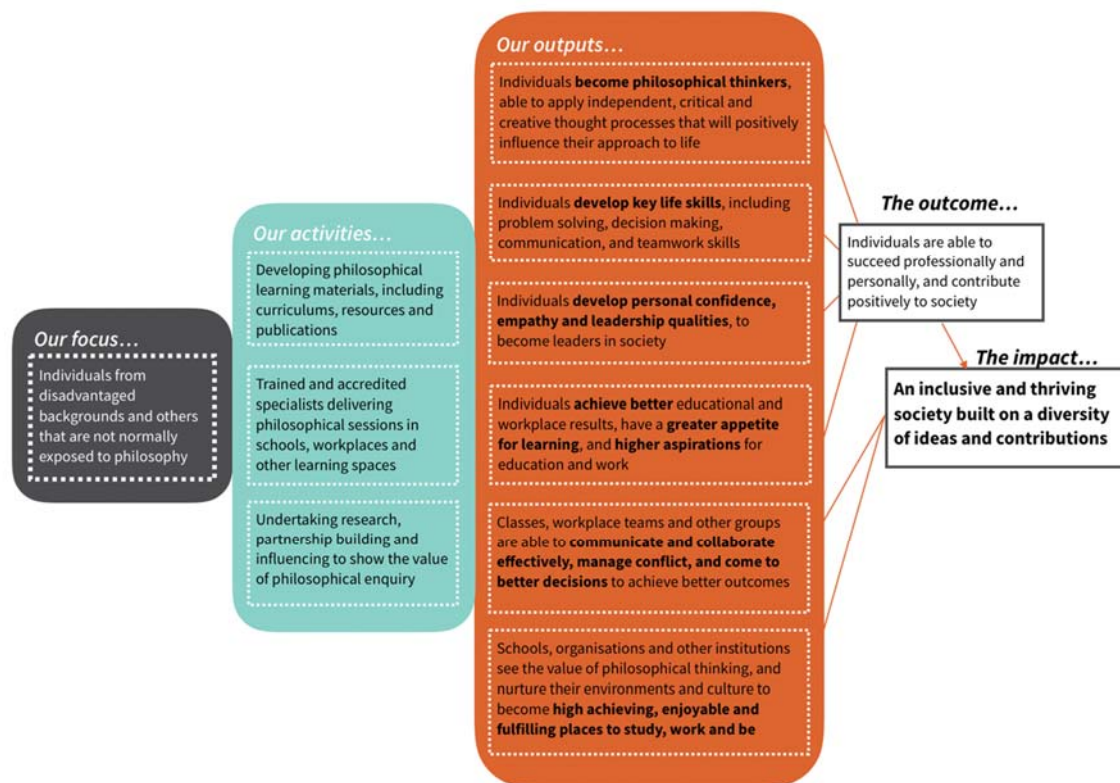 Our focus...
Individuals from
disadvantaged
backgrounds and others
that are not normally
exposed to philosophy
Our activities...
Developing philosophical
learning materials, including
curriculums, resources and
publications
Trained and accredited
specialists delivering
philosophical sessions in
schools, workplaces and
other learning spaces
Undertaking research,
partnership building and
influencing to show the value
of philosophical enquiry
Our outputs...
Individuals become philosophical thinkers,
able to apply independent, critical and
creative thought processes that will positively
influence their approach to life
Individuals develop key life skills, including
problem solving, decision making,
communication, and teamwork skills
Individuals develop personal confidence,
empathy and leadership qualities, to
become leaders in society
Individuals achieve better educational and
workplace results, have a greater appetite
for learning, and higher aspirations for
education and work
Classes, workplace teams and other groups
are able to communicate and collaborate
effectively, manage conflict, and come to
better decisions to achieve better outcomes
Schools, organisations and other institutions
see the value of philosophical thinking, and
nurture their environments and culture to
become high achieving, enjoyable and
fulfilling places to study, work and be
The outcome...
Individuals are able to
succeed professionally and
personally, and contribute
positively to society
The impact...
An inclusive and thriving
society built on a diversity
of ideas and contributions